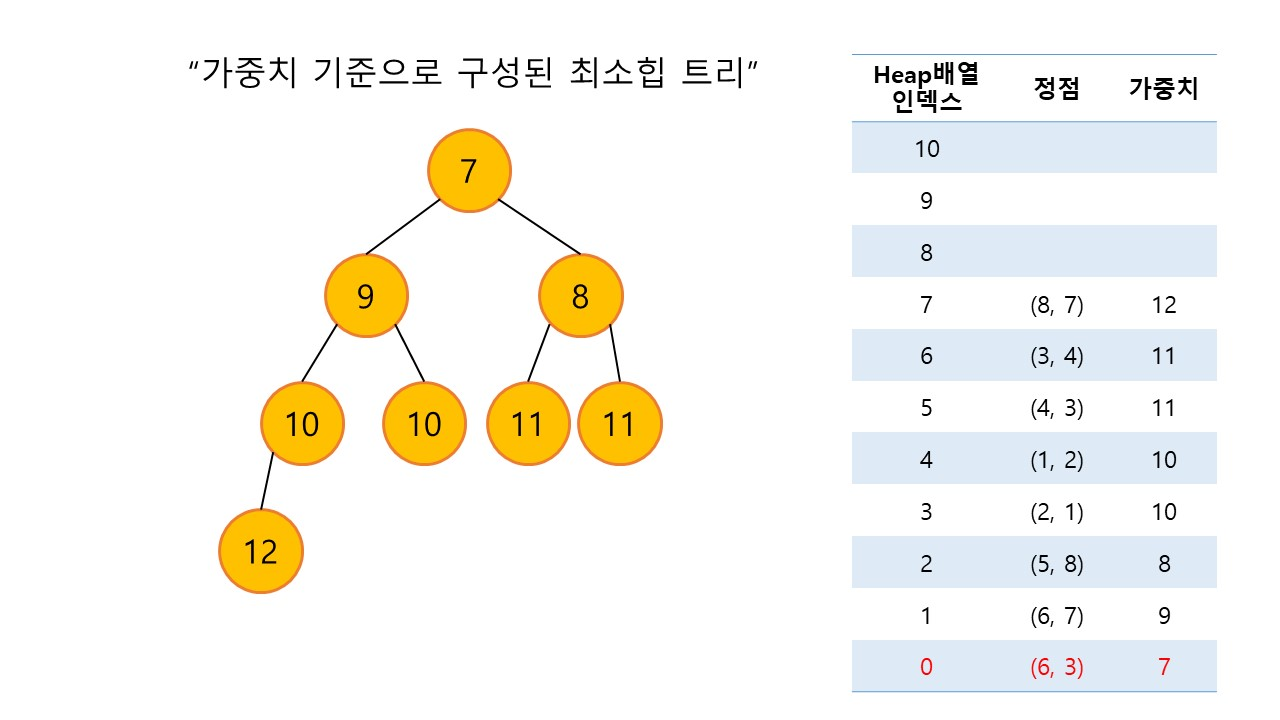 “가중치 기준으로 구성된 최소힙 트리”
7
9 8
10 10 11 11
12
Heap배열 인덱스 정점 가중치
10
9
8
7 (8, 7) 12
6 (3, 4) 11
5 (4, 3) 11
4 (1, 2) 10
3 (2, 1) 10
2 (5, 8) 8
1 (6, 7) 9
0 (6, 3) 7